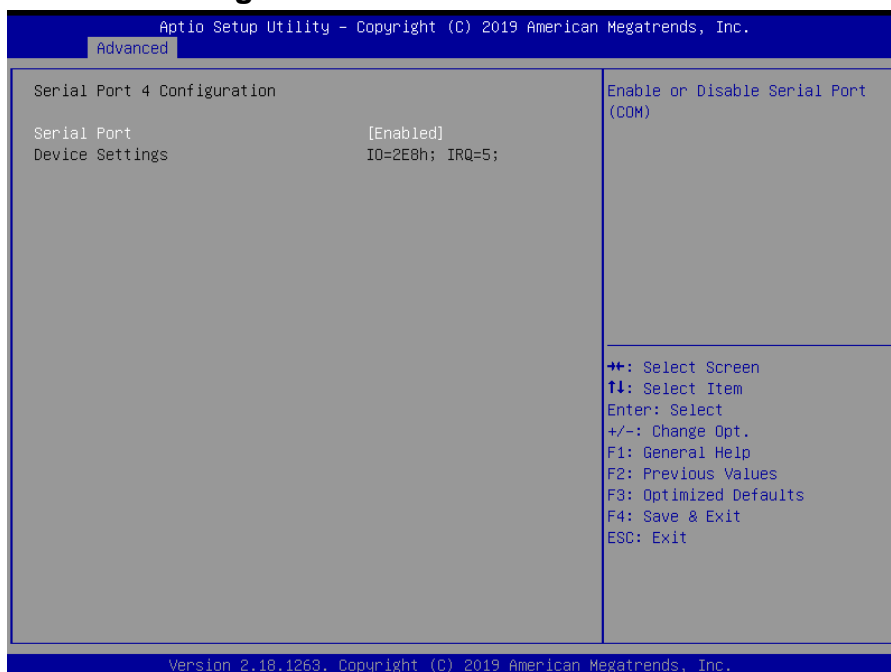 Aptio Setup Utility – Copyright (C) 2019 American Megatrends, Inc.
Advanced
Serial Port 4 Configuration
Serial Port [Enabled]
Device Settings IO=2E8h; IRQ=5;
Enable or Disable Serial Port
(COM)
→←: Select Screen
↑↓: Select Item
Enter: Select
+/-: Change Opt.
F1: General Help
F2: Previous Values
F3: Optimized Defaults
F4: Save & Exit
ESC: Exit
Version 2.18.1263. Copyright (C) 2019 American Megatrends, Inc.